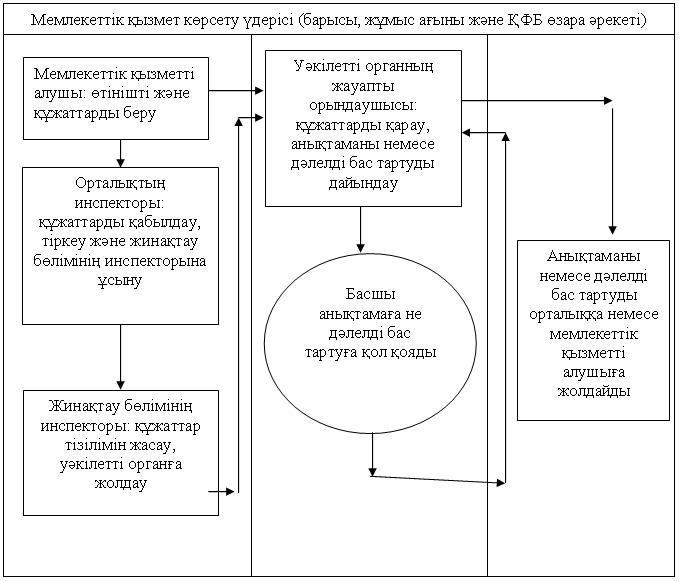 Мемлекеттік қызмет көрсету үдерісі (барысы, жұмыс ағыны және ҚФБ өзара әрекеті)
Мемлекеттік қызметті
алушы: өтінішті және
құжаттарды беру
Орталықтың
инспекторы:
құжаттарды қабылдау,
тіркеу және жинақтау
бөлімінің инспекторына
ұсыну
Жинақтау бөлімінің
инспекторы: құжаттар
тізілімін жасау,
уәкілетті органға
жолдау
Уәкілетті органның
жауапты
орындаушысы:
құжаттарды қарау,
анықтаманы немесе
дәлелді бас тартуды
дайындау
Басшы
анықтамаға не
дәлелді бас
тартуға қол қояды
Анықтаманы
немесе дәлелді
бас тартуды
орталыққа немесе
мемлекеттік
қызметті
алушыға
жолдайды